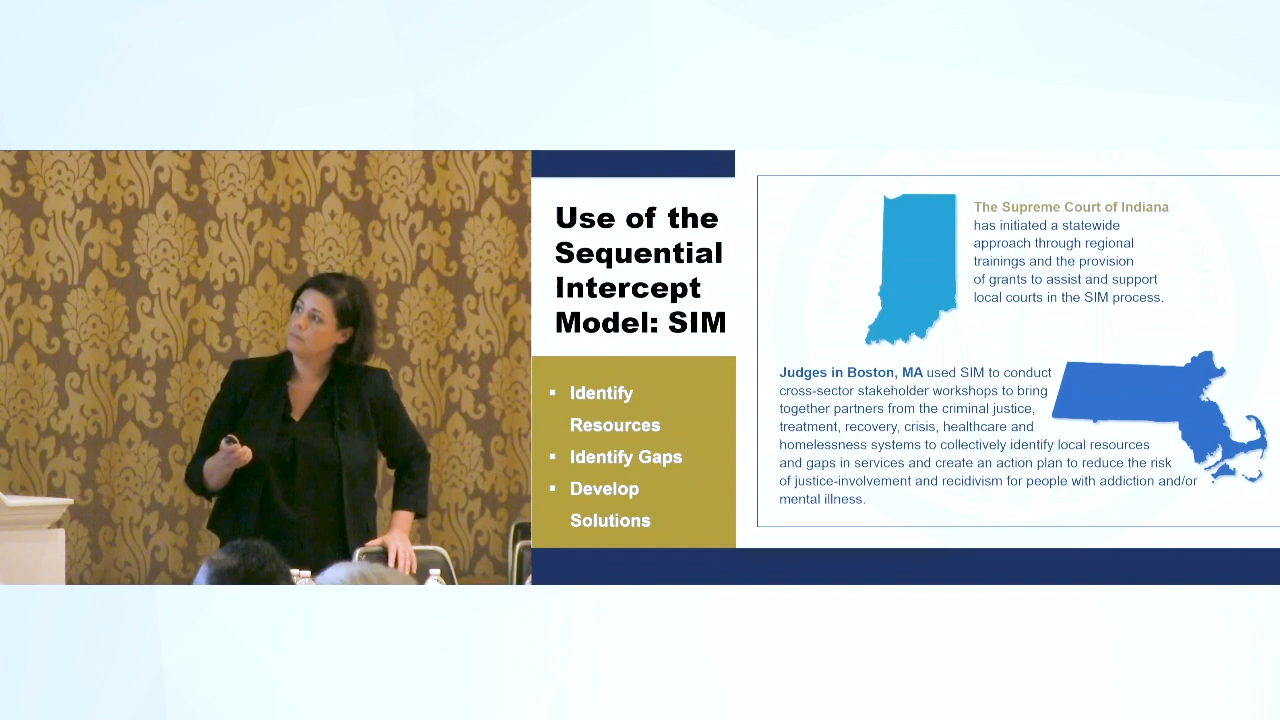 Use of the
Sequential
Intercept
Model: SIM
▪ Identify
Resources
▪ Identify Gaps
▪ Develop
Solutions
The Supreme Court of Indiana
has initiated a statewide
approach through regional
trainings and the provision
of grants to assist and support
local courts in the SIM process.
Judges in Boston, MA used SIM to conduct
cross-sector stakeholder workshops to bring
together partners from the criminal justice,
treatment, recovery, crisis, healthcare and
homelessness systems to collectively identify local resources
and gaps in services and create an action plan to reduce the risk
of justice-involvement and recidivism for people with addiction and/or
mental illness.